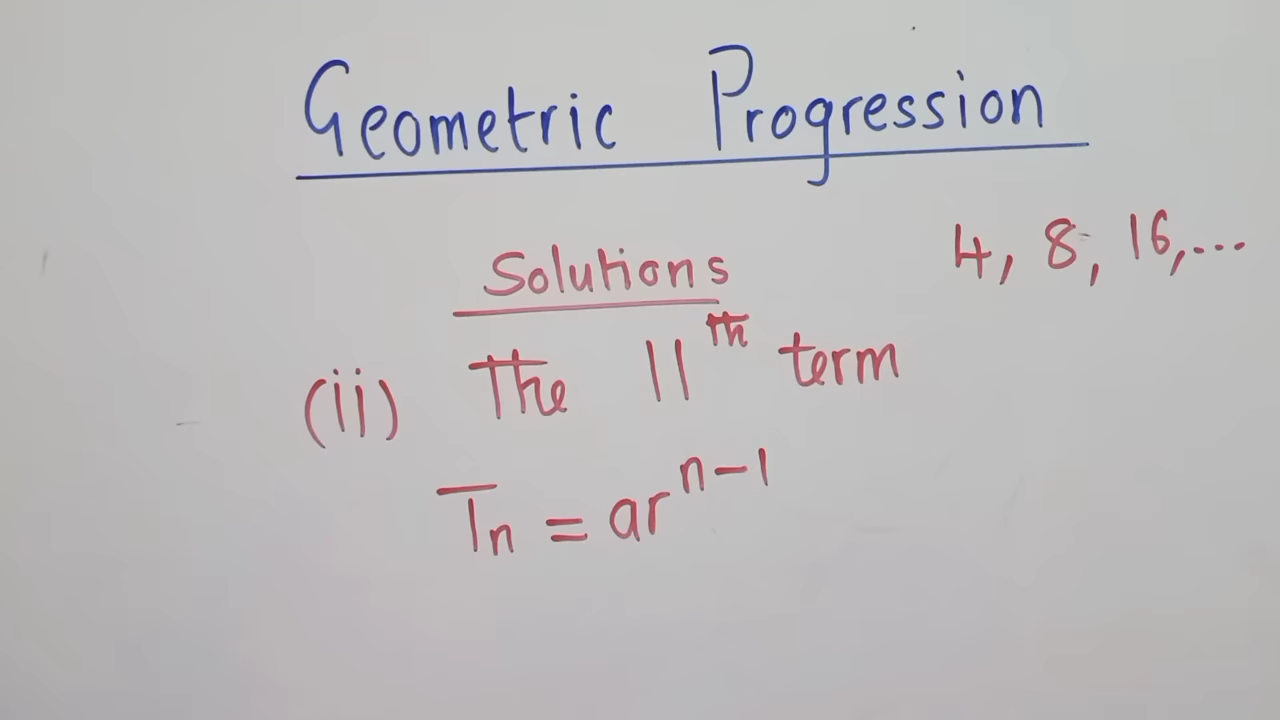 Geometric Progression
4, 8, 16,...
Solutions
(ii) The 11th term
Tn = ar^n-1